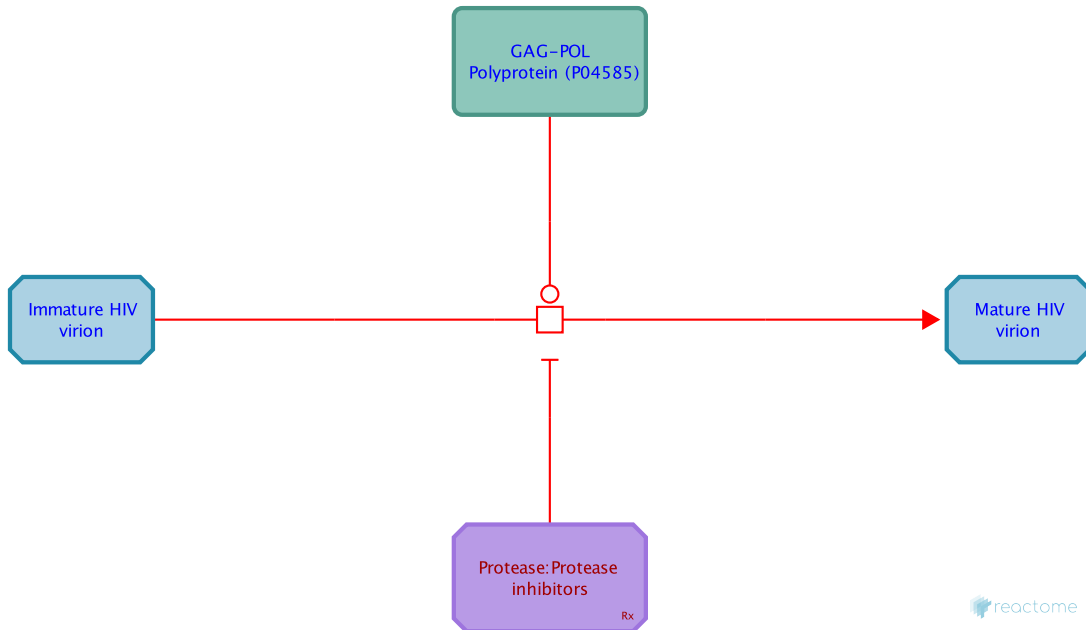 GAG-POL
Polyprotein (P04585)
Immature HIV
virion
Mature HIV
virion
Protease:Protease
inhibitors
Rx
reactome